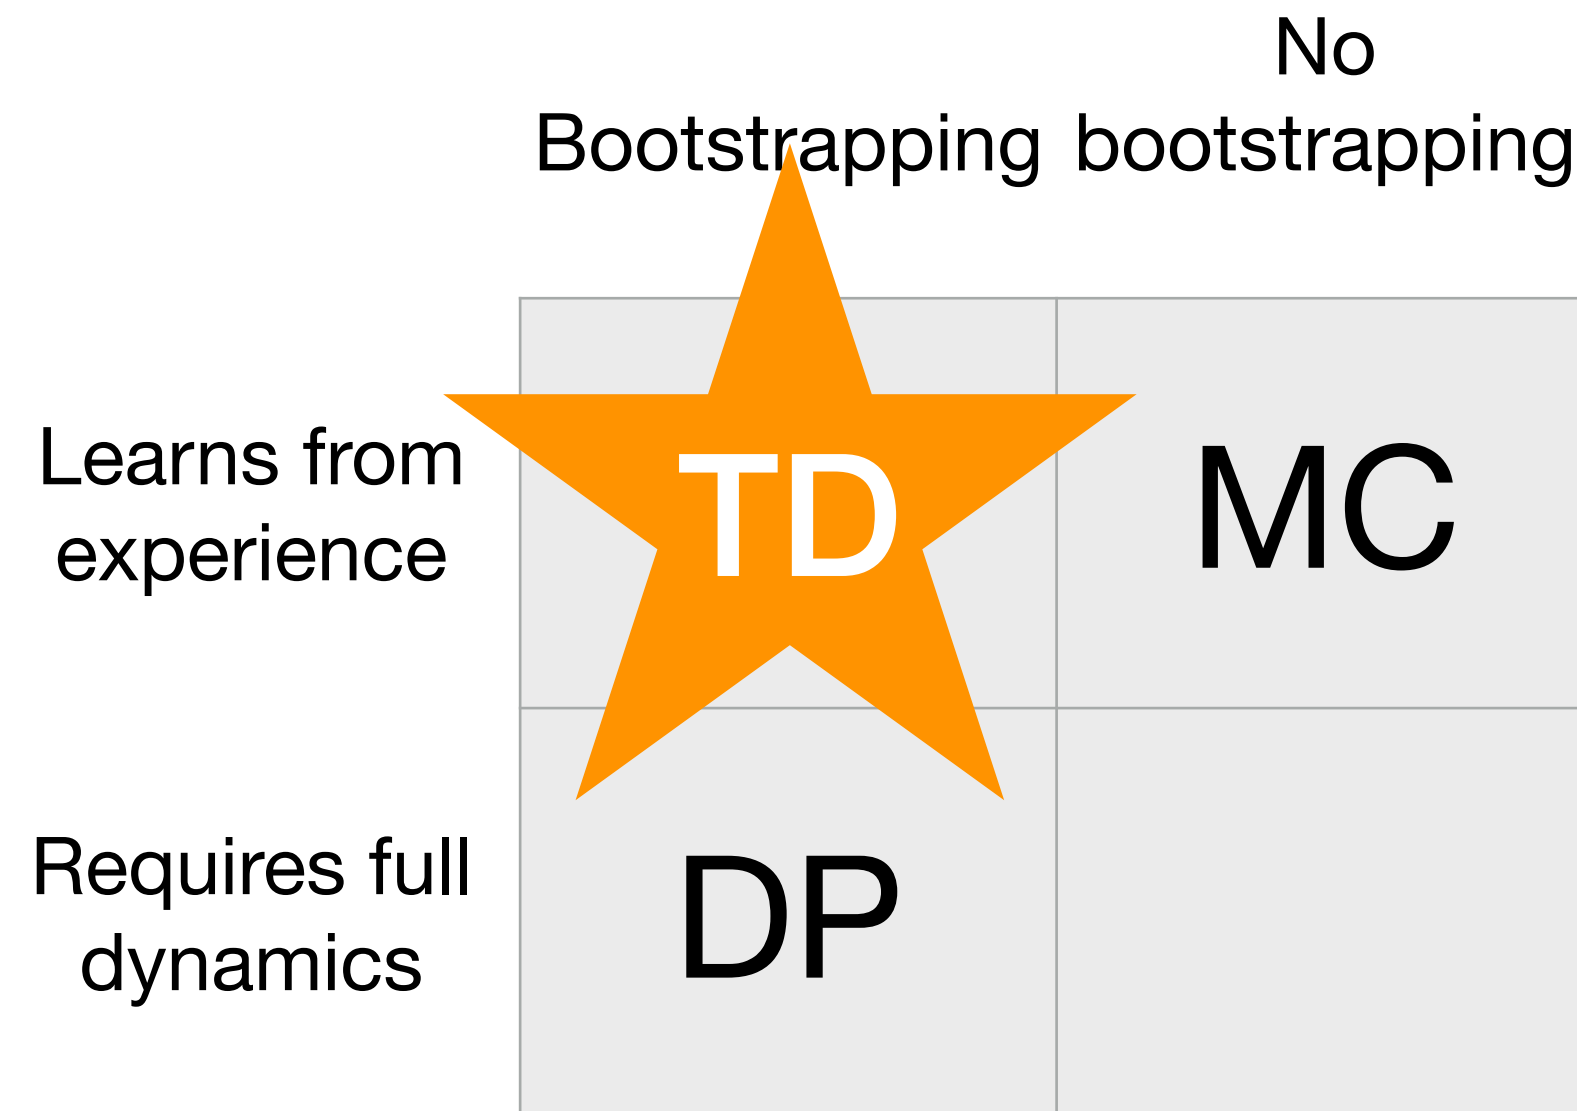 No
Bootstrapping bootstrapping
Learns from
experience
TD
MC
Requires full
dynamics
DP